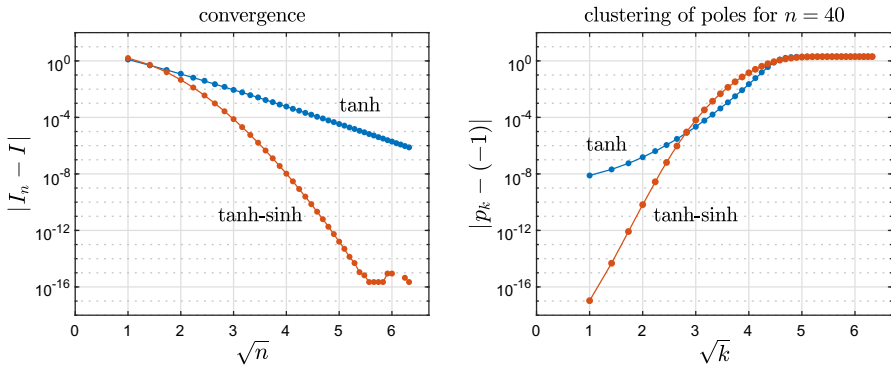 convergence
10^0
10^{-4}
10^{-8}
10^{-12}
10^{-16}
|I_n − I|
tanh
tanh-sinh
0 1 2 3 4 5 6
√n
clustering of poles for n = 40
10^0
10^{-4}
10^{-8}
10^{-12}
10^{-16}
|p_k − (−1)|
tanh
tanh-sinh
0 1 2 3 4 5 6
√k